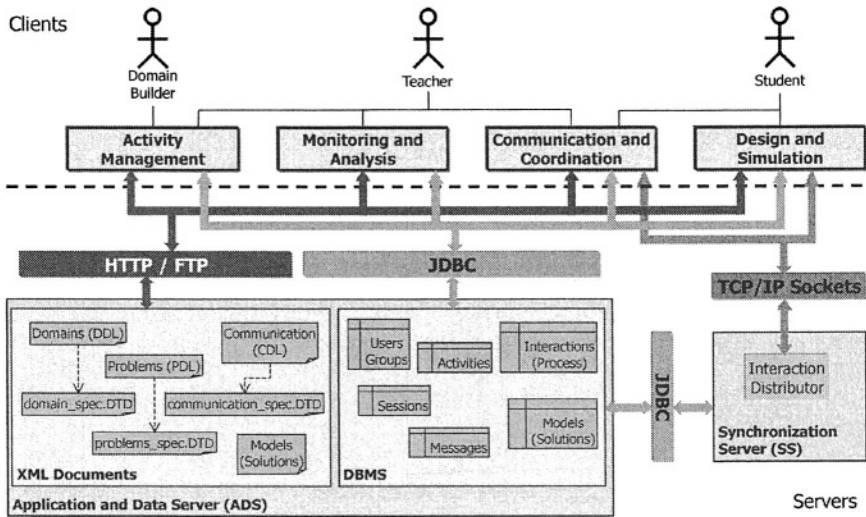 Clients
Domain
Builder
Teacher
Student
Activity
Management
Monitoring and
Analysis
Communication and
Coordination
Design and
Simulation
HTTP / FTP
JDBC
TCP/IP Sockets
Domains (DDL)
Problems (PDL)
Communication
(CDL)
domain_spec.DTD
communication_spec.DTD
problems_spec.DTD
Models
(Solutions)
XML Documents
Users
Groups
Activities
Interactions
(Process)
Sessions
Messages
Models
(Solutions)
DBMS
Application and Data Server (ADS)
JDBC
Interaction
Distributor
Synchronization
Server (SS)
Servers